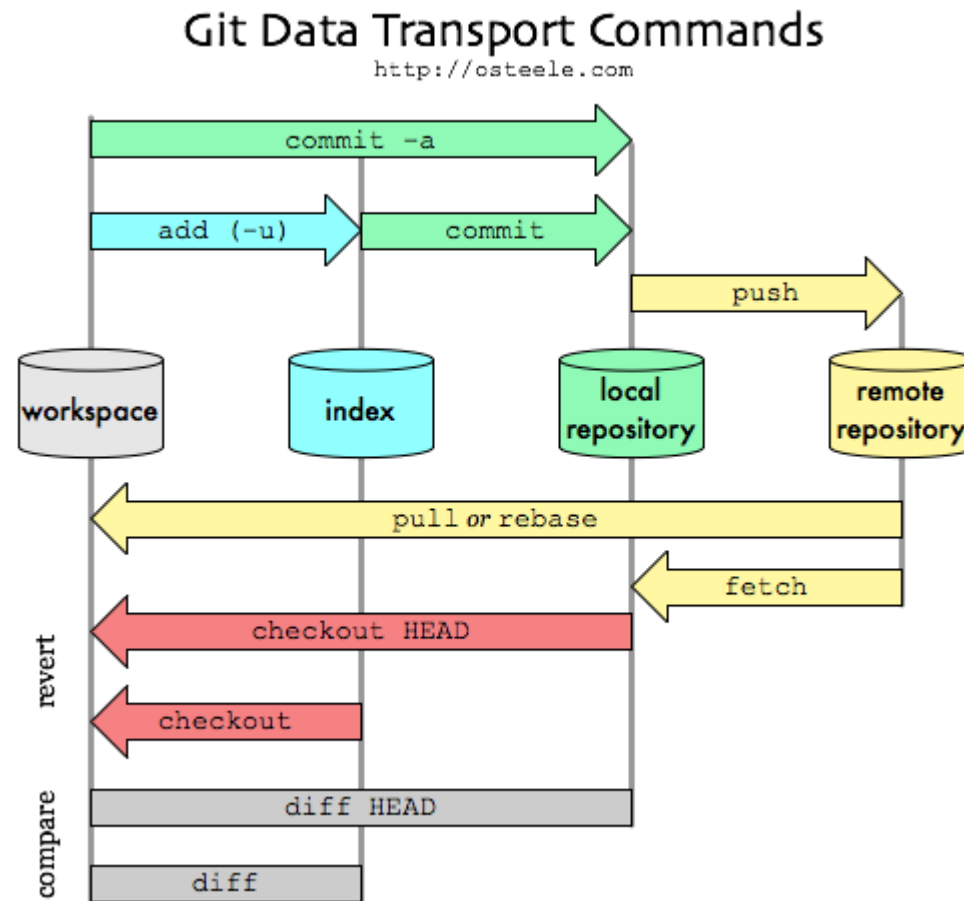 Git Data Transport Commands
http://osteele.com
commit -a
add (-u)
commit
push
workspace
index
local
repository
remote
repository
pull or rebase
fetch
revert
checkout HEAD
checkout
compare
diff HEAD
diff